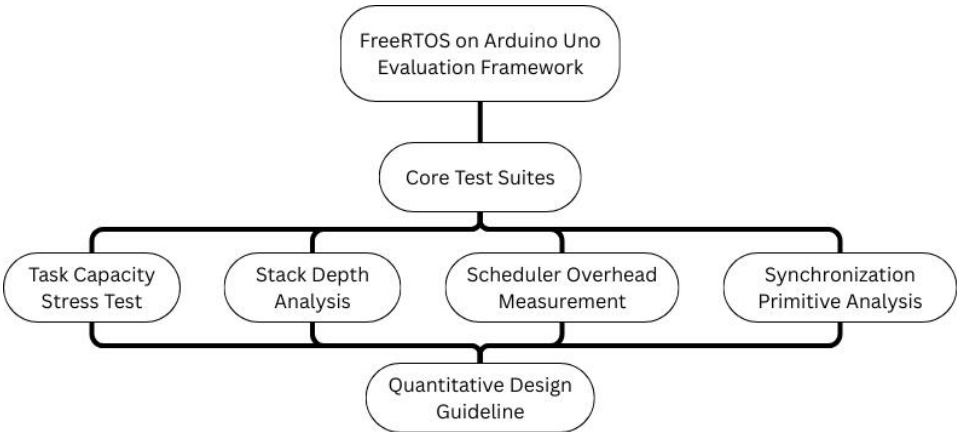 FreeRTOS on Arduino Uno
Evaluation Framework
Core Test Suites
Task Capacity
Stress Test
Stack Depth
Analysis
Scheduler Overhead
Measurement
Synchronization
Primitive Analysis
Quantitative Design
Guideline